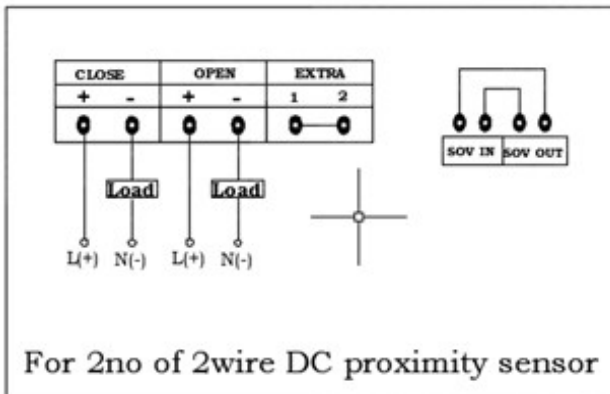 CLOSE OPEN EXTRA
+ - + - 1 2
SOV IN SOV OUT
Load Load
L(+) N(-) L(+) N(-)
For 2no of 2wire DC proximity sensor